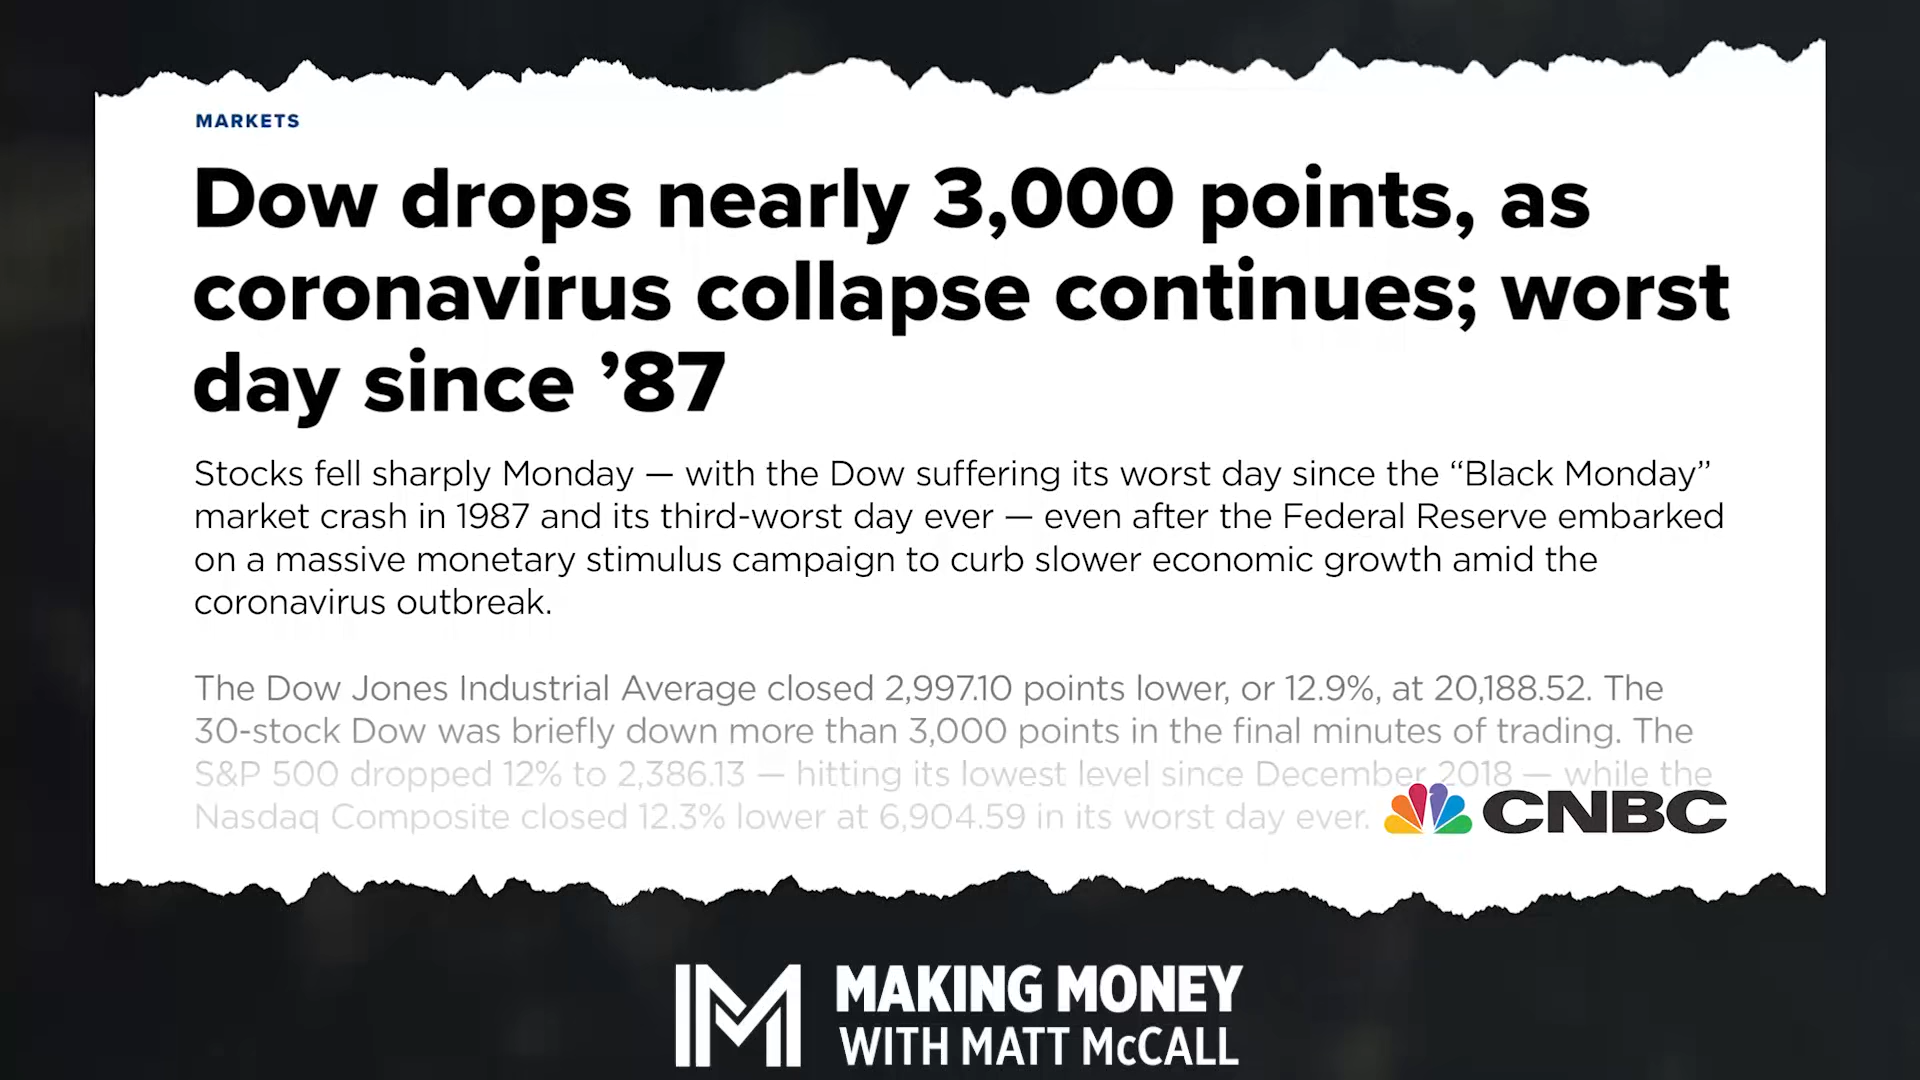 MARKETS
Dow drops nearly 3,000 points, as
coronavirus collapse continues; worst
day since ’87
Stocks fell sharply Monday — with the Dow suffering its worst day since the “Black Monday”
market crash in 1987 and its third-worst day ever — even after the Federal Reserve embarked
on a massive monetary stimulus campaign to curb slower economic growth amid the
coronavirus outbreak.
The Dow Jones Industrial Average closed 2,997.10 points lower, or 12.9%, at 20,188.52. The
30-stock Dow was briefly down more than 3,000 points in the final minutes of trading. The
S&P 500 dropped 12% to 2,386.13 — hitting its lowest level since December 2018 — while the
Nasdaq Composite closed 12.3% lower at 6,904.59 in its worst day ever.
CNBC
MAKING MONEY
WITH MATT McCALL